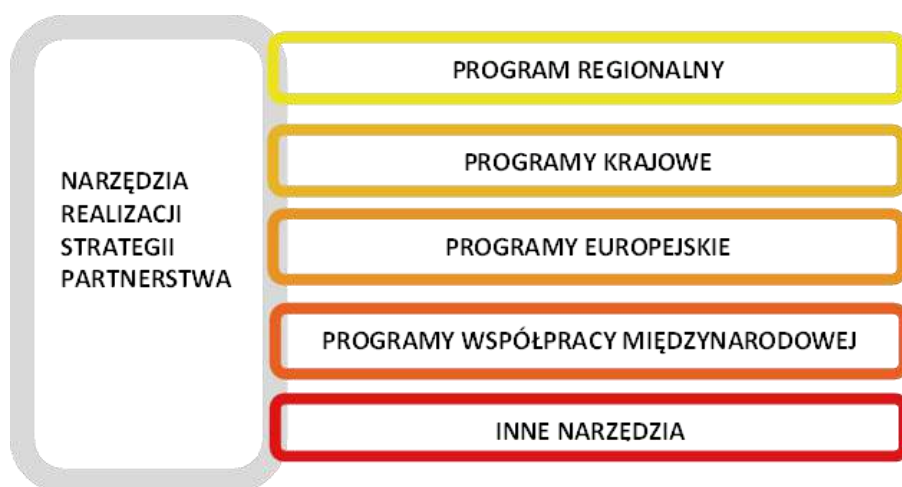 NARZĘDZIA
REALIZACJI
STRATEGII
PARTNERSTWA
PROGRAM REGIONALNY
PROGRAMY KRAJOWE
PROGRAMY EUROPEJSKIE
PROGRAMY WSPÓŁPRACY MIĘDZYNARODOWEJ
INNE NARZĘDZIA